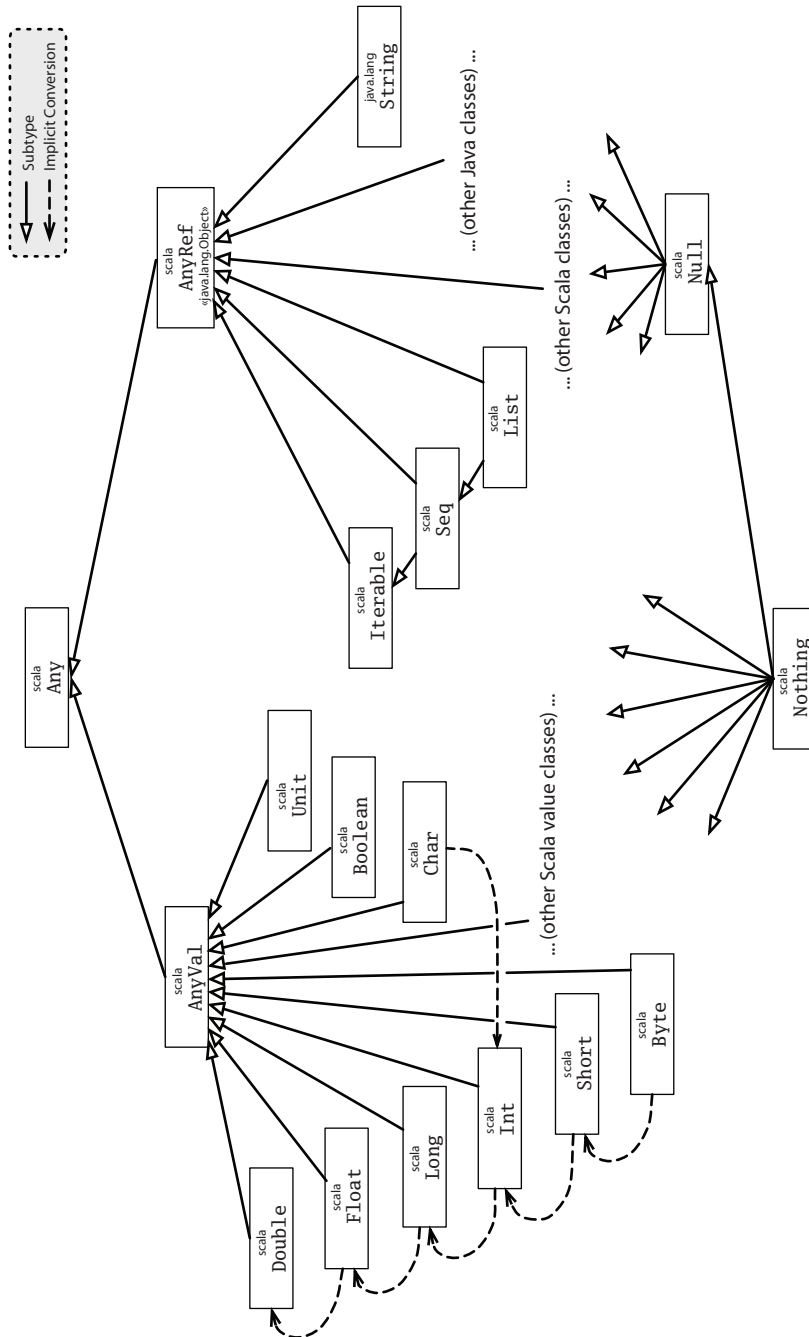 Subtype
Implicit Conversion
scala
Any
scala
AnyRef
«java.lang.Object»
scala
AnyVal
java.lang
String
... (other Java classes) ...
... (other Scala classes) ...
scala
Iterable
scala
Seq
scala
List
scala
Unit
scala
Boolean
scala
Char
... (other Scala value classes) ...
scala
Double
scala
Float
scala
Long
scala
Int
scala
Short
scala
Byte
scala
Null
scala
Nothing